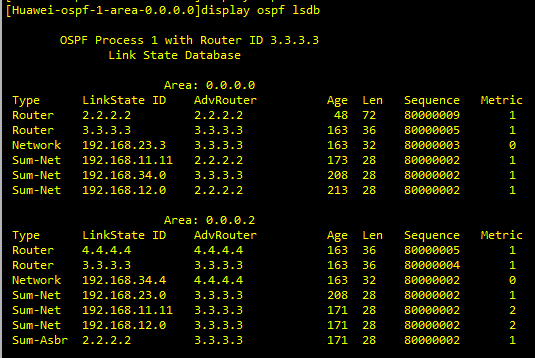 [Huawei-ospf-1-area-0.0.0.0]display ospf lsdb
OSPF Process 1 with Router ID 3.3.3.3
Link State Database
Area: 0.0.0.0
Type LinkState ID AdvRouter Age Len Sequence Metric
Router 2.2.2.2 2.2.2.2 48 72 80000009 1
Router 3.3.3.3 3.3.3.3 163 36 80000005 1
Network 192.168.23.3 3.3.3.3 163 32 80000003 0
Sum-Net 192.168.11.11 2.2.2.2 173 28 80000002 1
Sum-Net 192.168.34.0 3.3.3.3 208 28 80000002 1
Sum-Net 192.168.12.0 2.2.2.2 213 28 80000002 1
Area: 0.0.0.2
Type LinkState ID AdvRouter Age Len Sequence Metric
Router 4.4.4.4 4.4.4.4 163 36 80000005 1
Router 3.3.3.3 3.3.3.3 163 36 80000004 1
Network 192.168.34.4 4.4.4.4 163 32 80000002 0
Sum-Net 192.168.23.0 3.3.3.3 208 28 80000002 1
Sum-Net 192.168.11.11 3.3.3.3 171 28 80000002 2
Sum-Net 192.168.12.0 3.3.3.3 171 28 80000002 2
Sum-Asbr 2.2.2.2 3.3.3.3 171 28 80000002 1